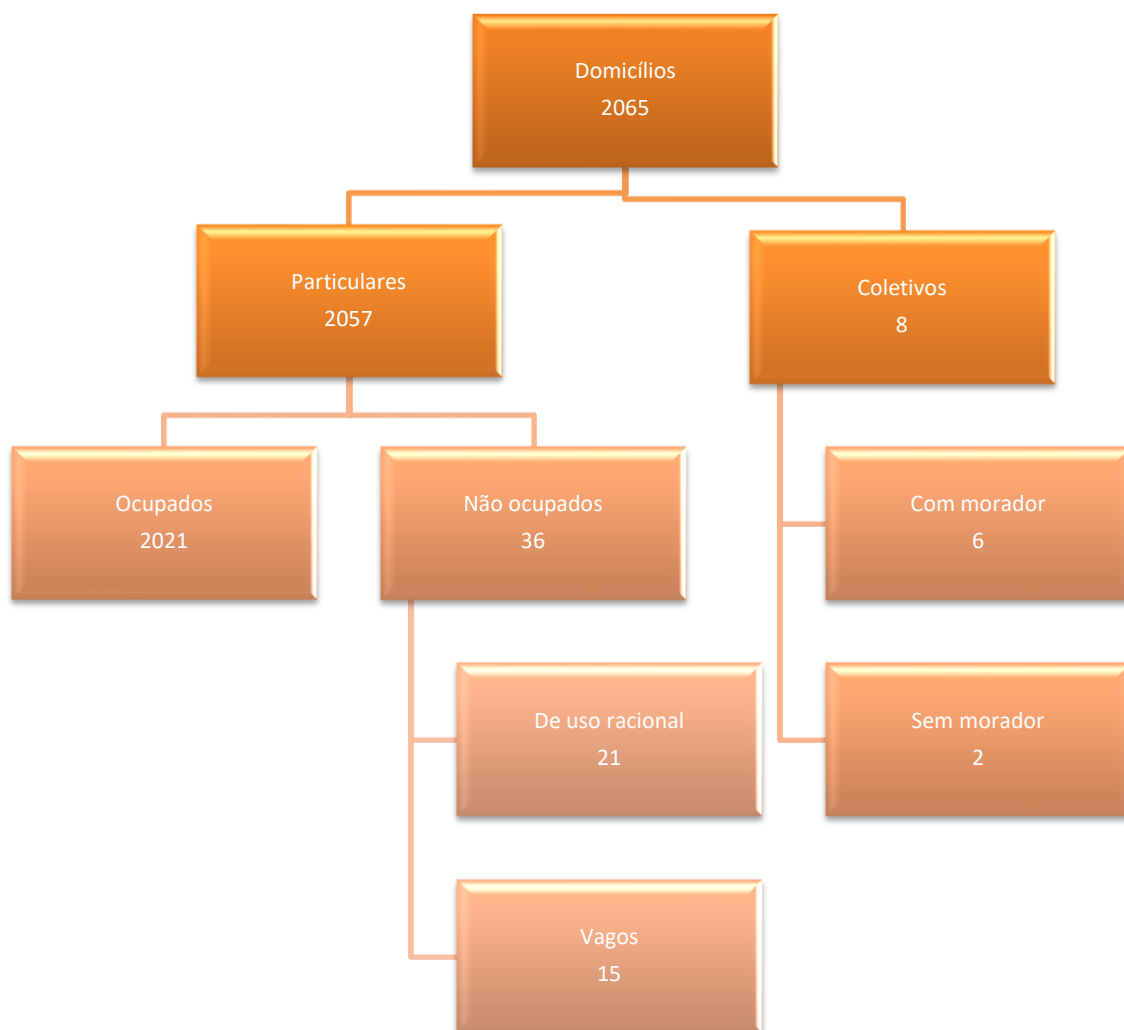 Domicílios
2065
Particulares
2057
Coletivos
8
Ocupados
2021
Não ocupados
36
Com morador
6
De uso racional
21
Sem morador
2
Vagos
15